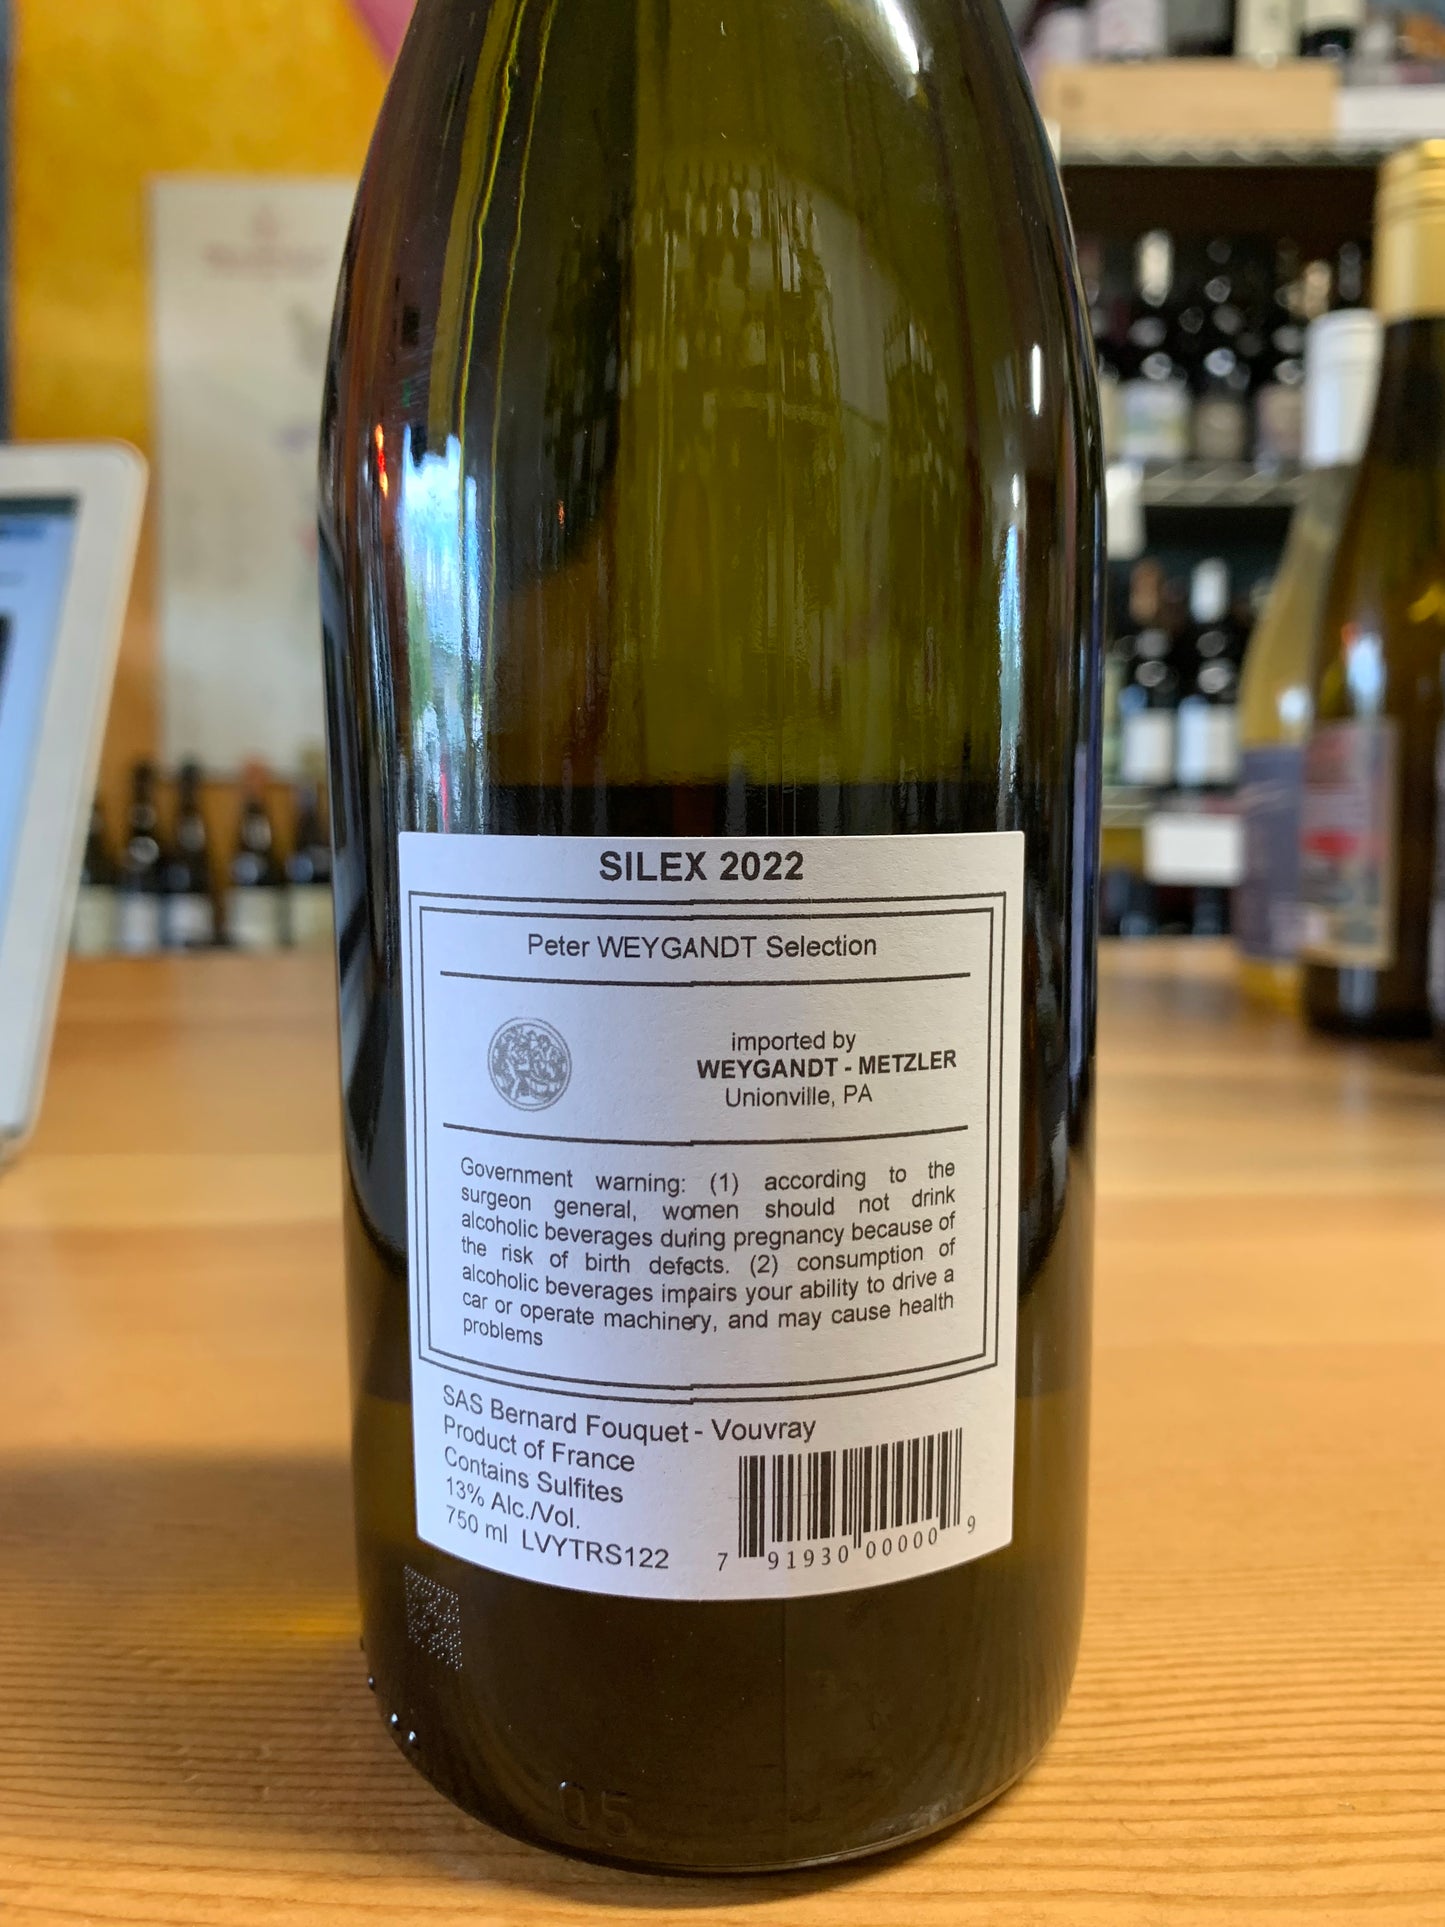 SILEX 2022
Peter WEYGANDT Selection
imported by
WEYGANDT - METZLER
Unionville, PA
Government warning: (1) according to the
surgeon general, women should not drink
alcoholic beverages during pregnancy because of
the risk of birth defects. (2) consumption of
alcoholic beverages impairs your ability to drive a
car or operate machinery, and may cause health
problems
SAS Bernard Fouquet - Vouvray
Product of France
Contains Sulfites
13% Alc./Vol.
750 ml LVYTRS122
7 91930 00000 9
05